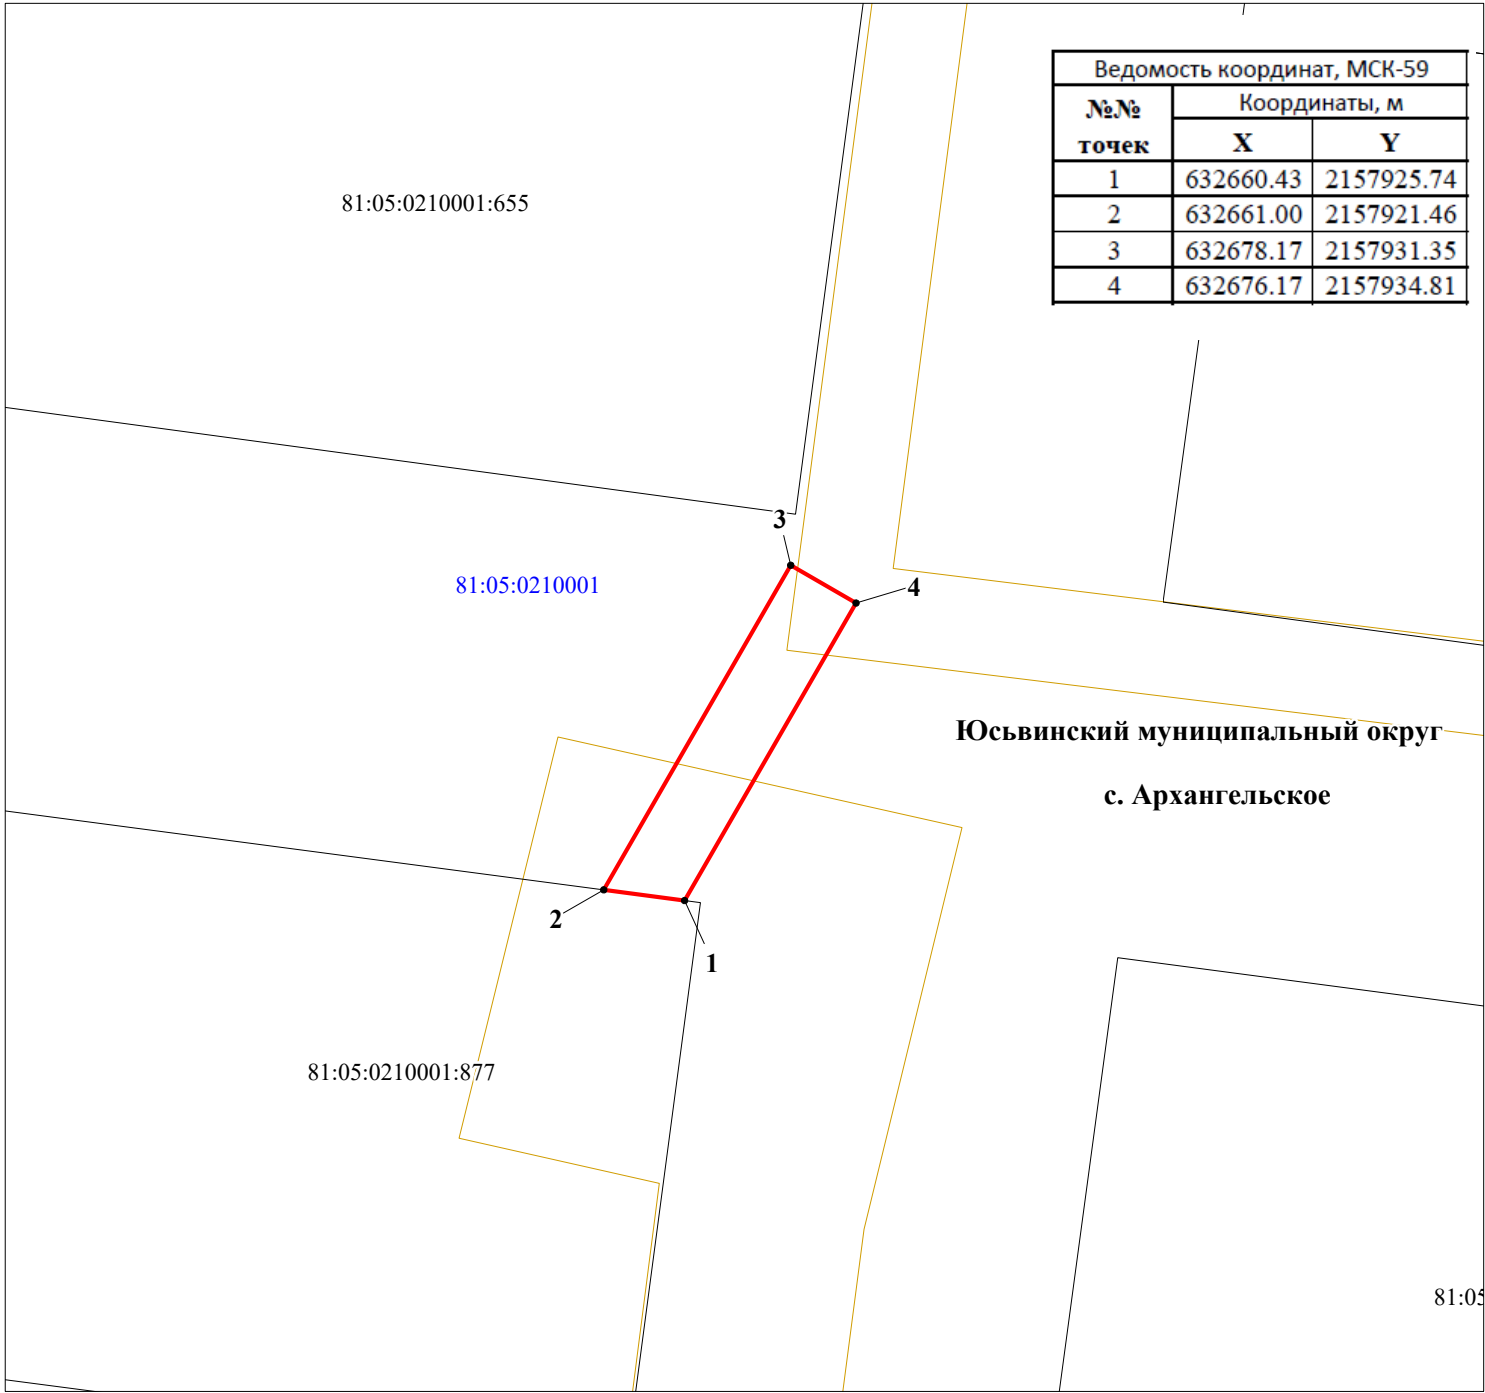 Ведомость координат, МСК-59
№№ точек
Координаты, м
X Y
1 632660.43 2157925.74
2 632661.00 2157921.46
3 632678.17 2157931.35
4 632676.17 2157934.81
81:05:0210001:655
3
81:05:0210001
4
Юсьвинский муниципальный округ
с. Архангельское
2
1
81:05:0210001:877
81:05